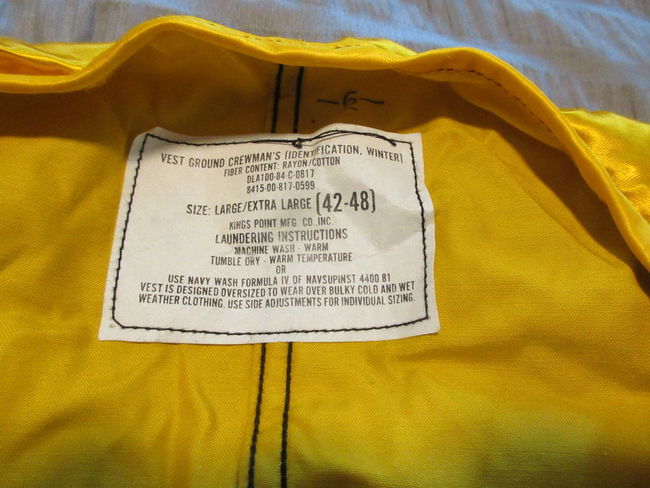 -6-
VEST GROUND CREWMAN'S (IDENTIFICATION, WINTER)
FIBER CONTENT: RAYON/COTTON
DLA100-84-C-0817
8415-00-817-0599
SIZE: LARGE/EXTRA LARGE (42-48)
KINGS POINT MFG. CO., INC.
LAUNDERING INSTRUCTIONS
MACHINE WASH - WARM
TUMBLE DRY - WARM TEMPERATURE
OR
USE NAVY WASH FORMULA IV OF NAVSUPINST 4400.81
VEST IS DESIGNED OVERSIZED TO WEAR OVER BULKY COLD AND WET
WEATHER CLOTHING. USE SIDE ADJUSTMENTS FOR INDIVIDUAL SIZING.